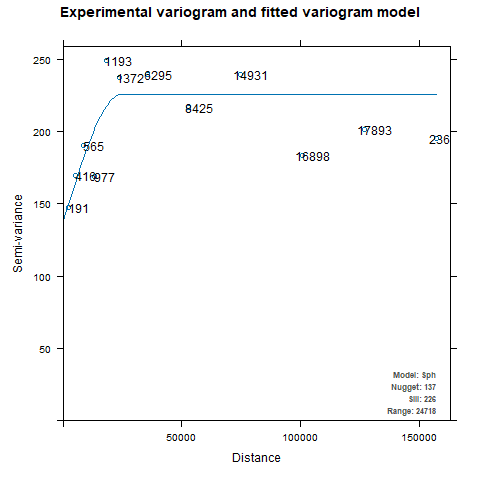 Experimental variogram and fitted variogram model
250
200
150
100
50
Semi-variance
1193
1372
6295
14931
8425
565
17893
236
16898
410
977
191
Model: Sph
Nugget: 137
Sill: 226
Range: 24718
50000
100000
150000
Distance